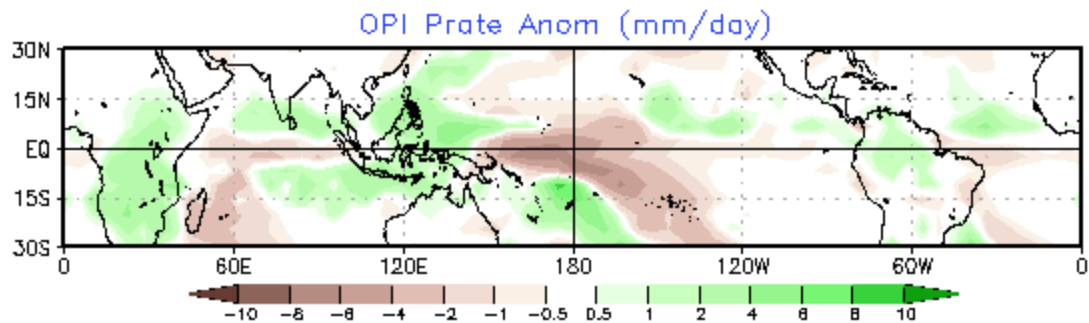 OPI Prate Anom (mm/day)
30N
15N
EQ
15S
30S
0 60E 120E 180 120W 60W 0
-10 -8 -6 -4 -2 -1 -0.5 0.5 1 2 4 6 8 10